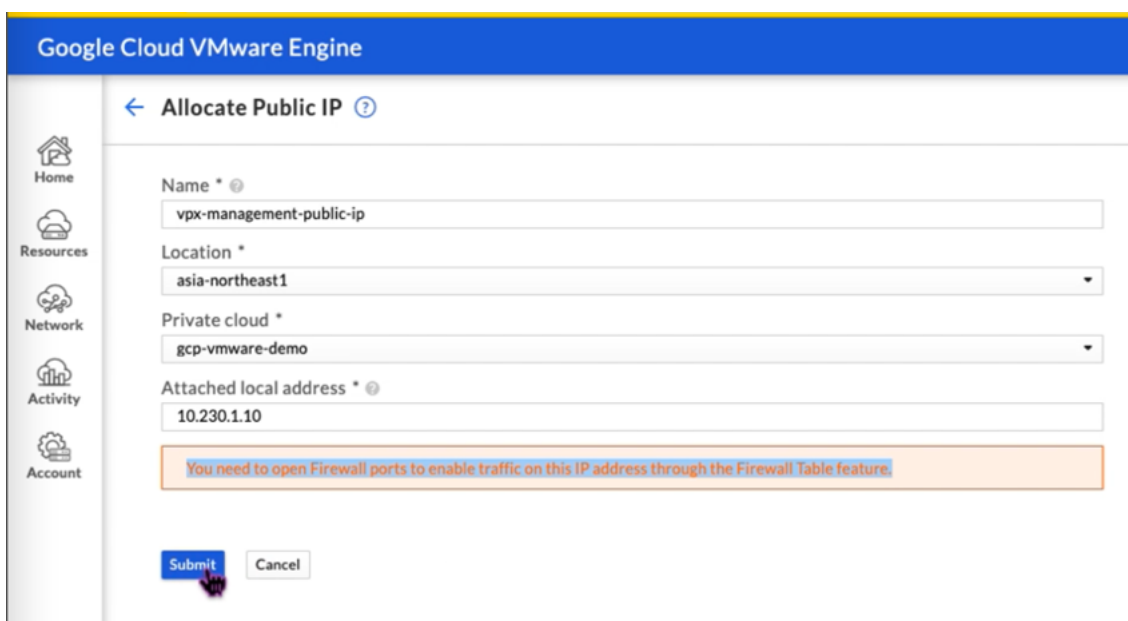 Google Cloud VMware Engine
← Allocate Public IP ?
Home
Resources
Network
Activity
Account
Name * ?
vpx-management-public-ip
Location *
asia-northeast1
Private cloud *
gcp-vmware-demo
Attached local address * ?
10.230.1.10
You need to open Firewall ports to enable traffic on this IP address through the Firewall Table feature.
Submit Cancel